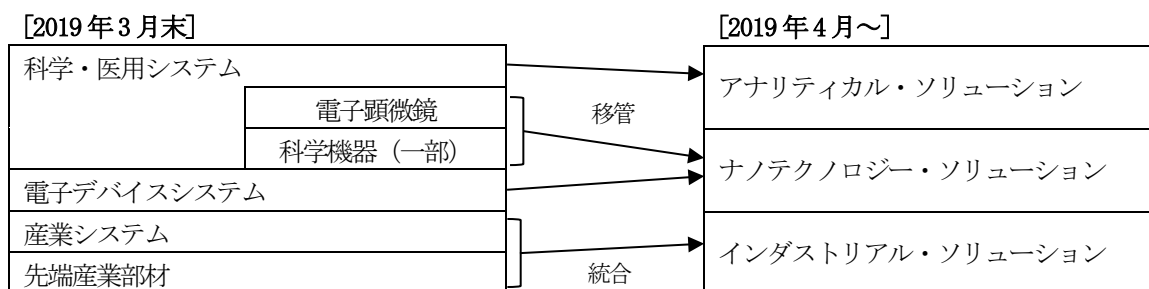 [2019年3月末]
[2019年4月～]
科学・医用システム
アナリティカル・ソリューション
電子顕微鏡
移管
科学機器（一部）
ナノテクノロジー・ソリューション
電子デバイスシステム
産業システム
インダストリアル・ソリューション
先端産業部材
統合